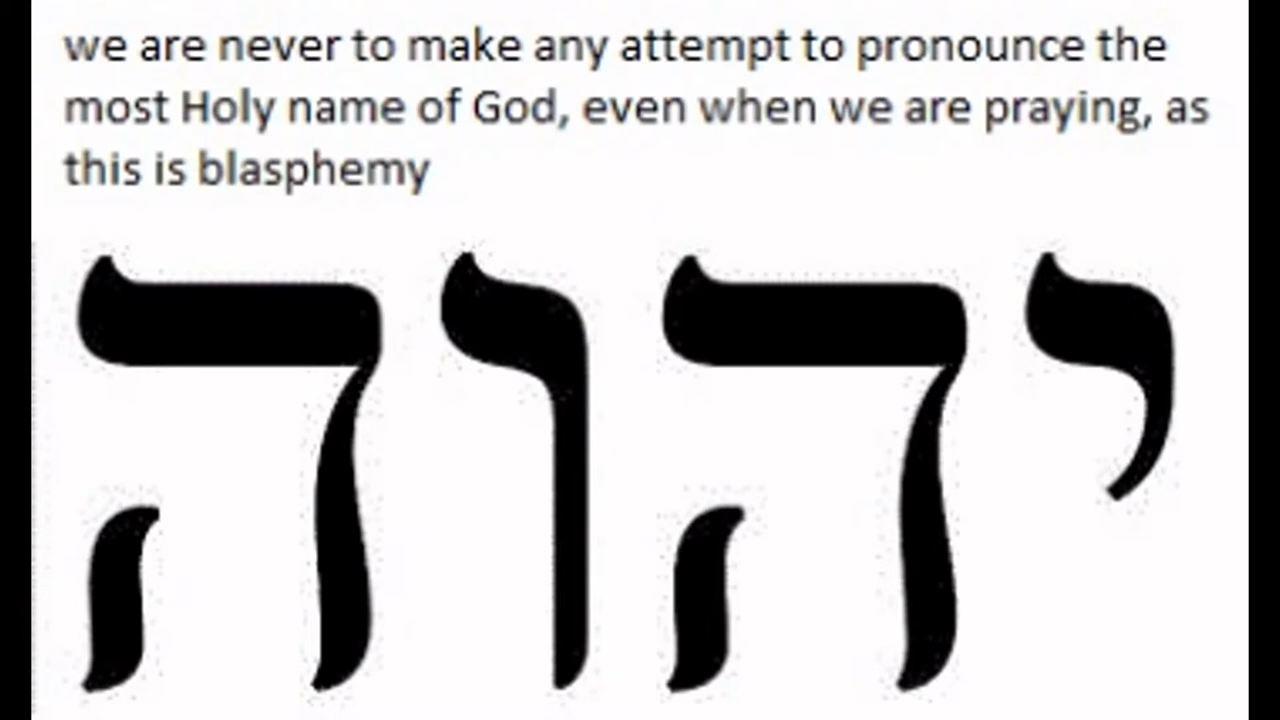 we are never to make any attempt to pronounce the
most Holy name of God, even when we are praying, as
this is blasphemy
יהוה